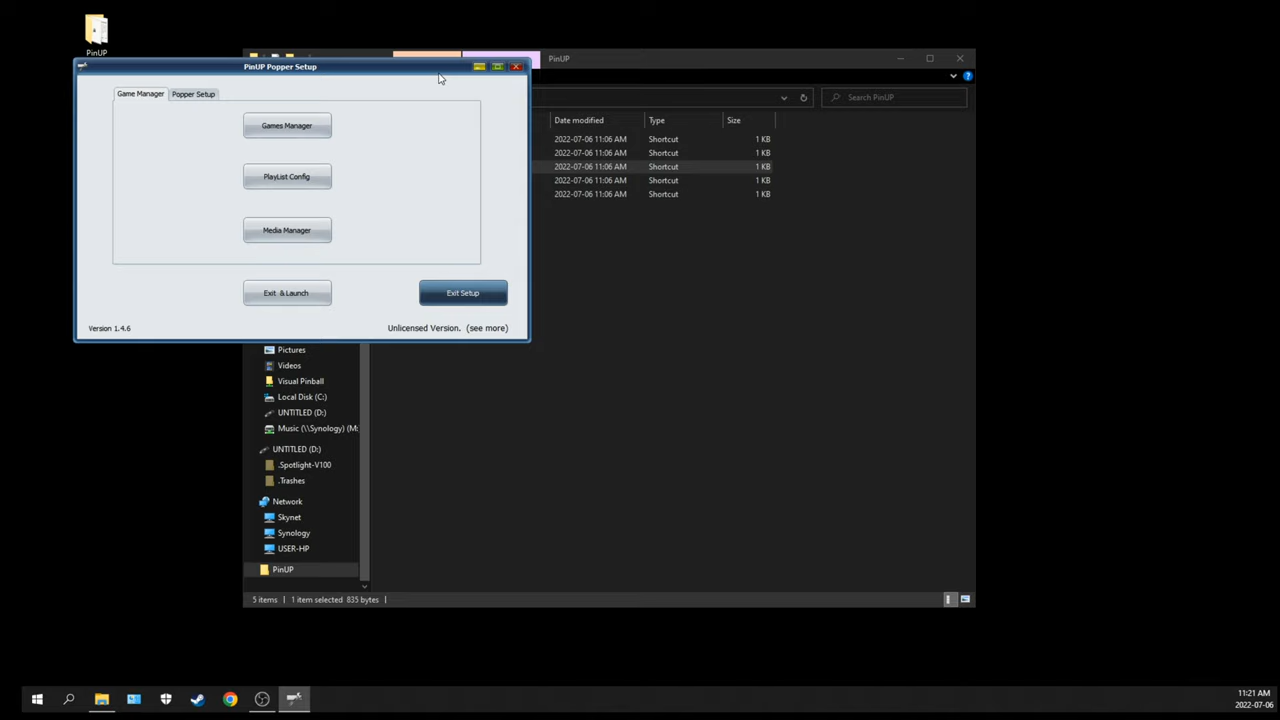 PinUP
PinUP
PinUP Popper Setup
Game Manager
Popper Setup
Search PinUP
Games Manager
Date modified
Type
Size
2022-07-06 11:06 AM
Shortcut
1 KB
2022-07-06 11:06 AM
Shortcut
1 KB
2022-07-06 11:06 AM
Shortcut
1 KB
2022-07-06 11:06 AM
Shortcut
1 KB
2022-07-06 11:06 AM
Shortcut
1 KB
PlayList Config
Media Manager
Exit & Launch
Exit Setup
Version 1.4.6
Unlicensed Version. (see more)
Pictures
Videos
Visual Pinball
Local Disk (C:)
UNTITLED (D:)
Music (\\Synology) (M:
UNTITLED (D:)
.Spotlight-V100
.Trashes
Network
Skynet
Synology
USER-HP
PinUP
5 items
1 item selected 835 bytes
11:21 AM
2022-07-06